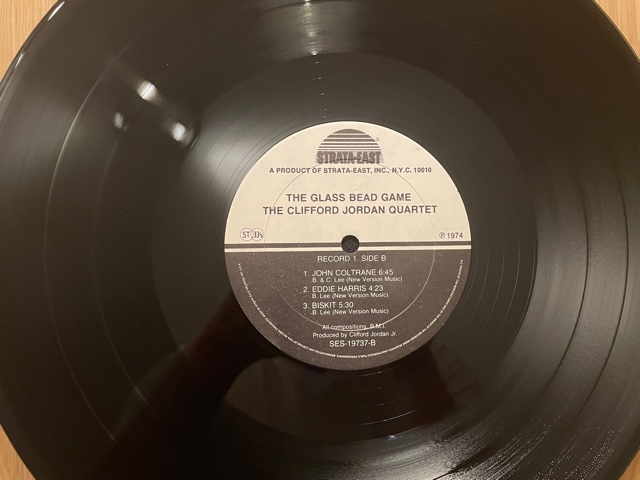 STRATA-EAST
A PRODUCT OF STRATA-EAST, INC., N.Y.C. 10010
THE GLASS BEAD GAME
THE CLIFFORD JORDAN QUARTET
ST 33⅓
℗ 1974
RECORD 1. SIDE B
1. JOHN COLTRANE 6:45
B. & C. Lee (New Version Music)
2. EDDIE HARRIS 4:23
B. Lee (New Version Music)
3. BISKIT 5:30
B. Lee (New Version Music)
All compositions, B.M.I.
Produced by Clifford Jordan Jr.
SES-19737-B